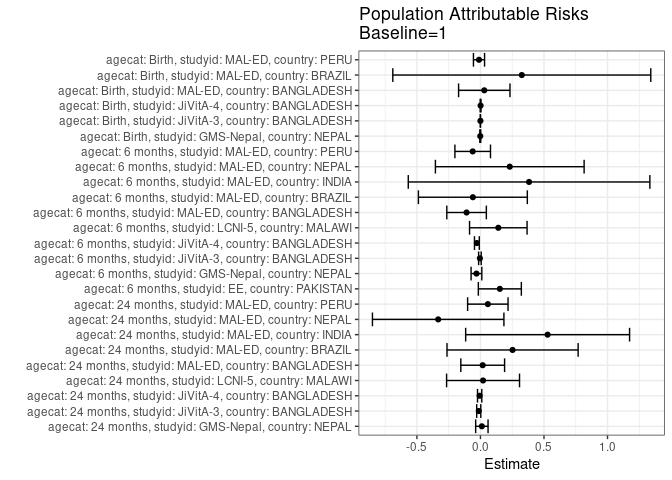 Population Attributable Risks
Baseline=1
agecat: Birth, studyid: MAL-ED, country: PERU
agecat: Birth, studyid: MAL-ED, country: BRAZIL
agecat: Birth, studyid: MAL-ED, country: BANGLADESH
agecat: Birth, studyid: JiVitA-4, country: BANGLADESH
agecat: Birth, studyid: JiVitA-3, country: BANGLADESH
agecat: Birth, studyid: GMS-Nepal, country: NEPAL
agecat: 6 months, studyid: MAL-ED, country: PERU
agecat: 6 months, studyid: MAL-ED, country: NEPAL
agecat: 6 months, studyid: MAL-ED, country: INDIA
agecat: 6 months, studyid: MAL-ED, country: BRAZIL
agecat: 6 months, studyid: MAL-ED, country: BANGLADESH
agecat: 6 months, studyid: LCNI-5, country: MALAWI
agecat: 6 months, studyid: JiVitA-4, country: BANGLADESH
agecat: 6 months, studyid: JiVitA-3, country: BANGLADESH
agecat: 6 months, studyid: GMS-Nepal, country: NEPAL
agecat: 6 months, studyid: EE, country: PAKISTAN
agecat: 24 months, studyid: MAL-ED, country: PERU
agecat: 24 months, studyid: MAL-ED, country: NEPAL
agecat: 24 months, studyid: MAL-ED, country: INDIA
agecat: 24 months, studyid: MAL-ED, country: BRAZIL
agecat: 24 months, studyid: MAL-ED, country: BANGLADESH
agecat: 24 months, studyid: LCNI-5, country: MALAWI
agecat: 24 months, studyid: JiVitA-4, country: BANGLADESH
agecat: 24 months, studyid: JiVitA-3, country: BANGLADESH
agecat: 24 months, studyid: GMS-Nepal, country: NEPAL
-0.5 0.0 0.5 1.0
Estimate